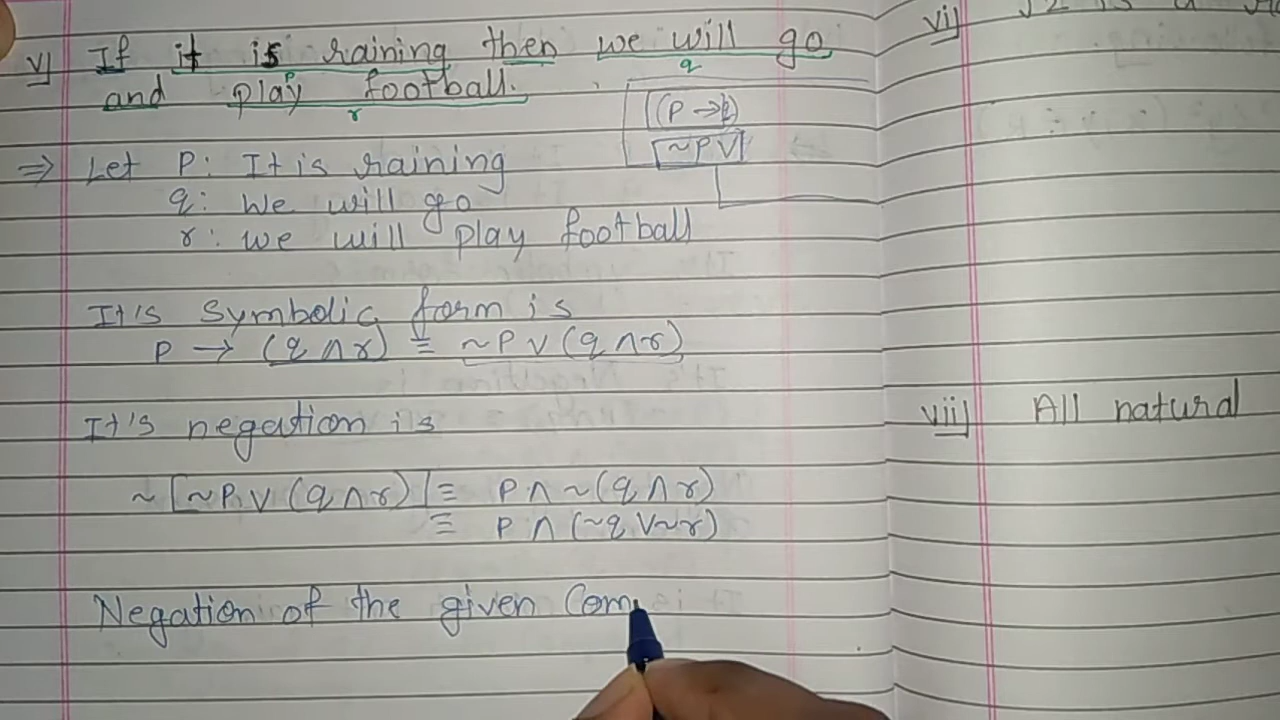 v) If it is raining then we will go
p q
and play football.
r
(p →q)
~p v
⇒ Let p: It is raining
q: we will go
r: we will play football
It's symbolic form is
p → (q ∧ r) ≡ ~p ∨ (q ∧ r)
It's negation is
~[~p ∨ (q ∧ r)] ≡ p ∧ ~(q ∧ r)
≡ p ∧ (~q ∨ ~r)
Negation of the given Com
vi)
vii) All natural